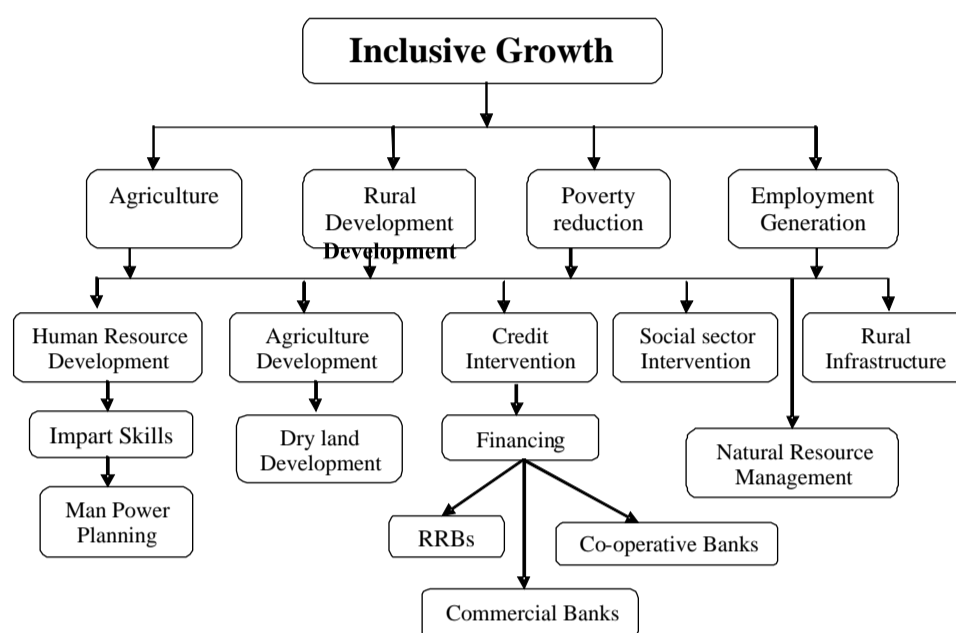 Inclusive Growth
Agriculture
Rural
Development
Development
Poverty
reduction
Employment
Generation
Human Resource
Development
Agriculture
Development
Credit
Intervention
Social sector
Intervention
Rural
Infrastructure
Impart Skills
Dry land
Development
Financing
Natural Resource
Management
Man Power
Planning
RRBs
Co-operative Banks
Commercial Banks